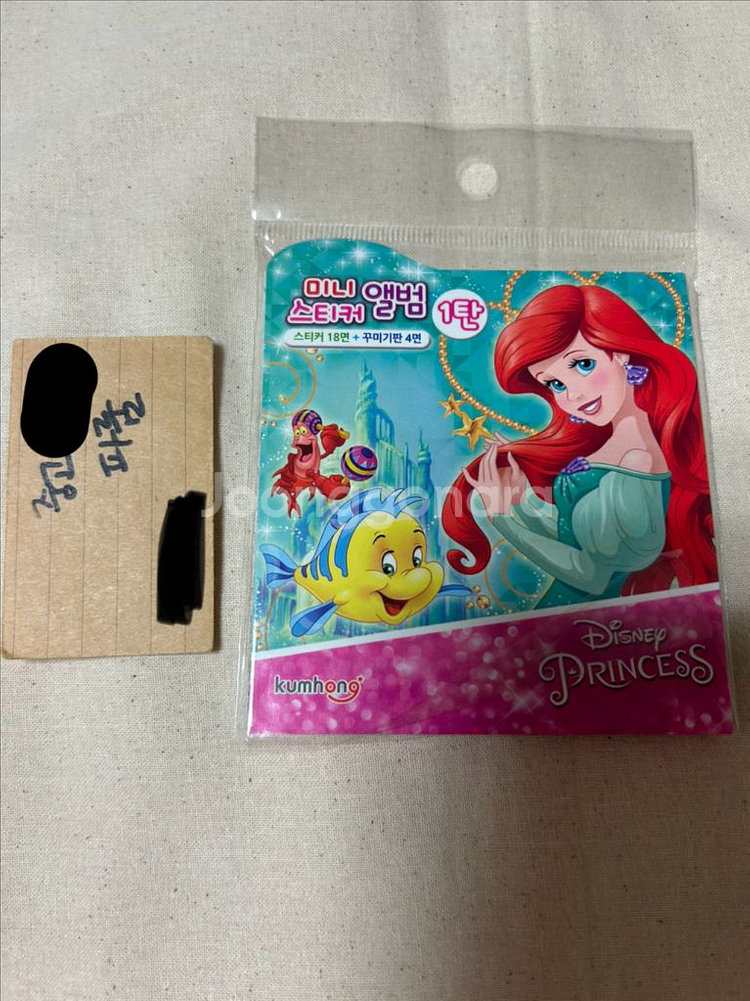 미니
스티커 앨범 1탄
스티커 18면 + 꾸미기판 4면
Joonagonara
kumhong
Disney
PRINCESS